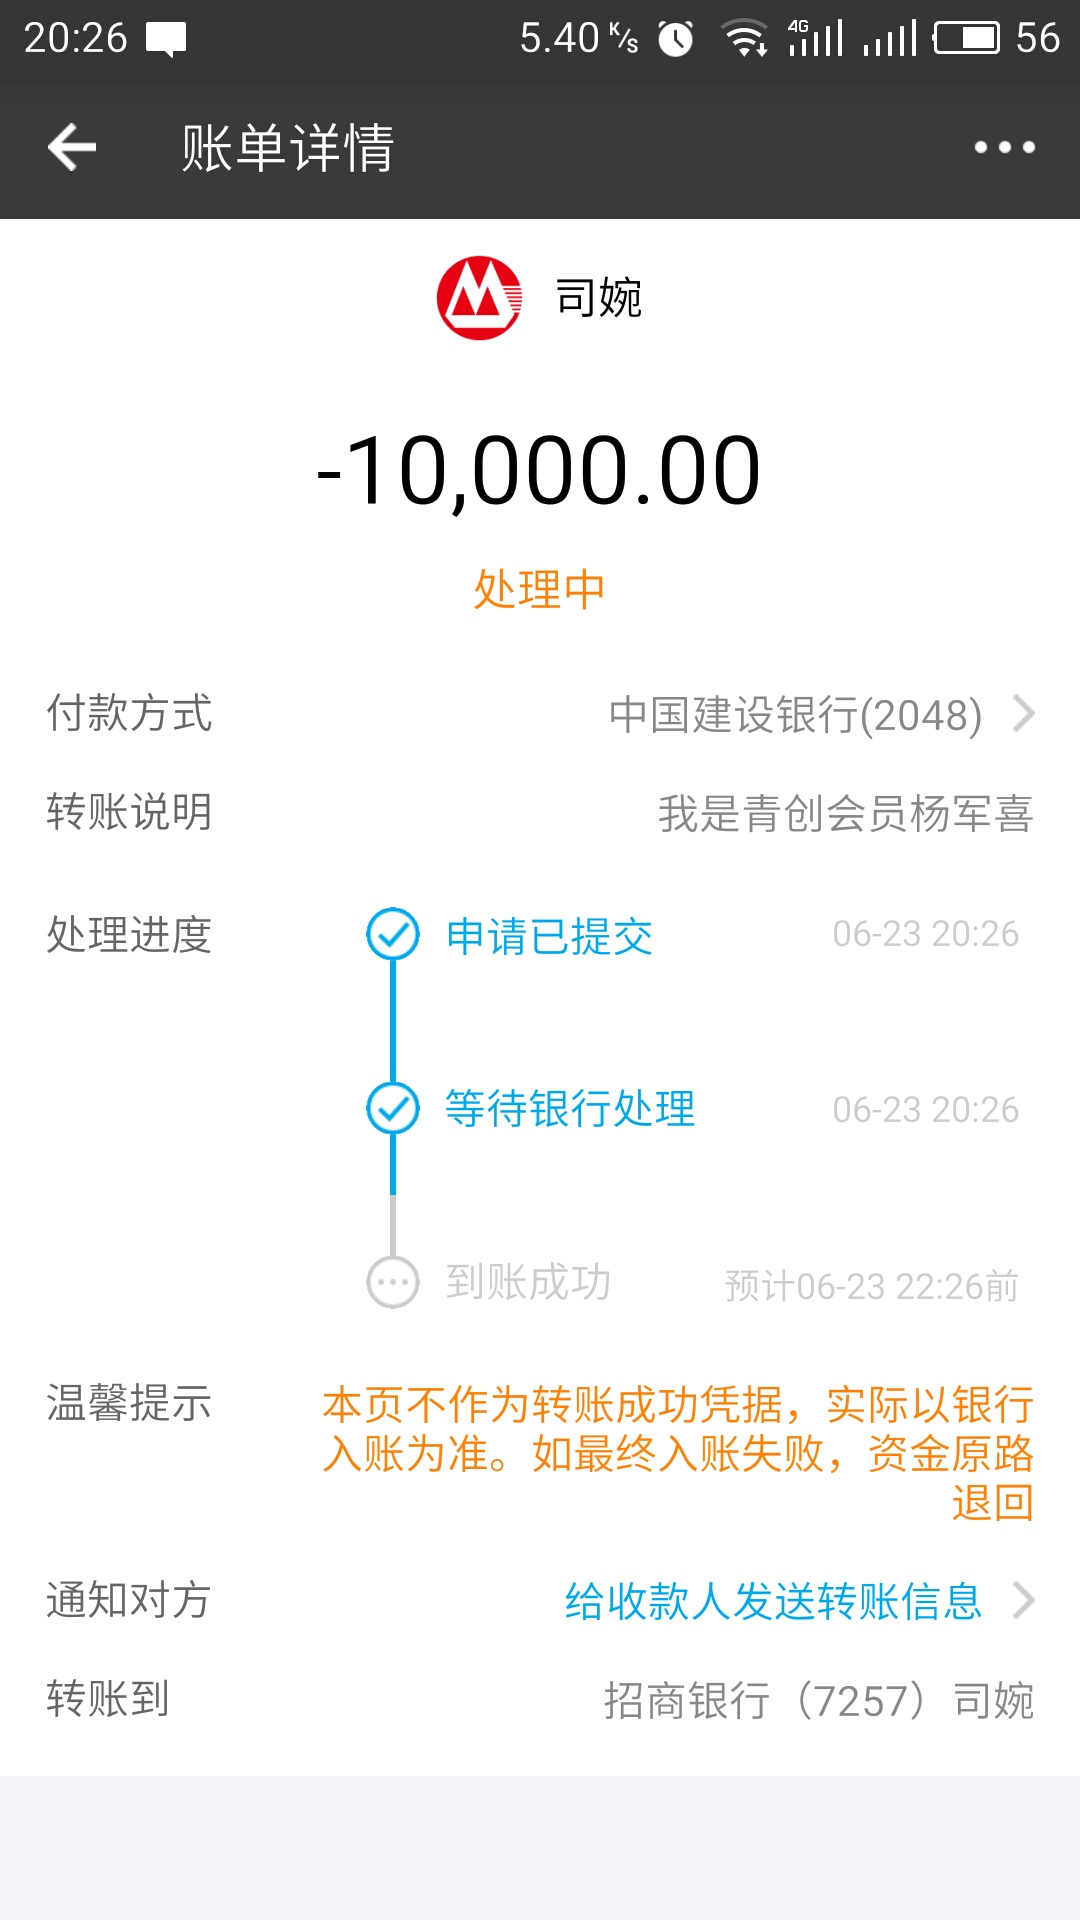 20:26 5.40 K/s 4G 56
账单详情
司婉
-10,000.00
处理中
付款方式 中国建设银行(2048)
转账说明 我是青创会员杨军喜
处理进度 申请已提交 06-23 20:26
等待银行处理 06-23 20:26
到账成功 预计06-23 22:26前
温馨提示 本页不作为转账成功凭据，实际以银行
入账为准。如最终入账失败，资金原路
退回
通知对方 给收款人发送转账信息
转账到 招商银行（7257）司婉